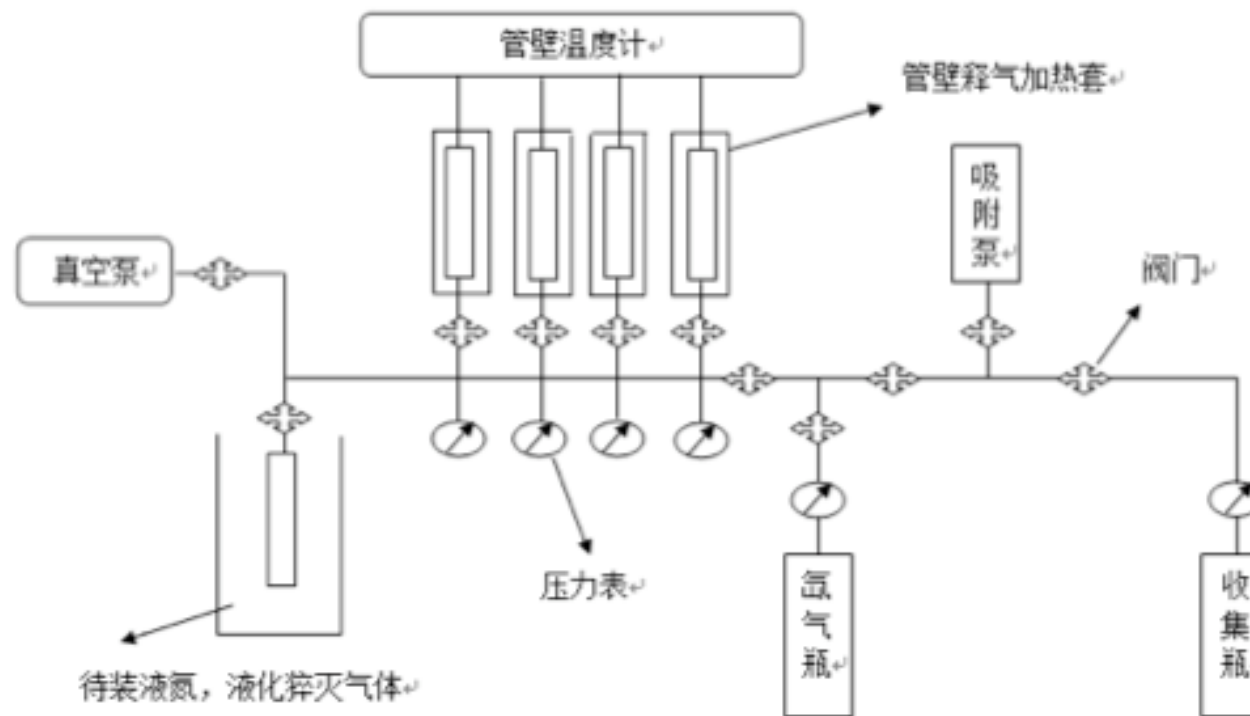 管壁温度计↵
管壁释气加热套↵
吸
附
泵↵
真空泵↵
阀门↵
压力表↵
氙
气
瓶↵
收
集
瓶
待装液氮，液化猝灭气体↵